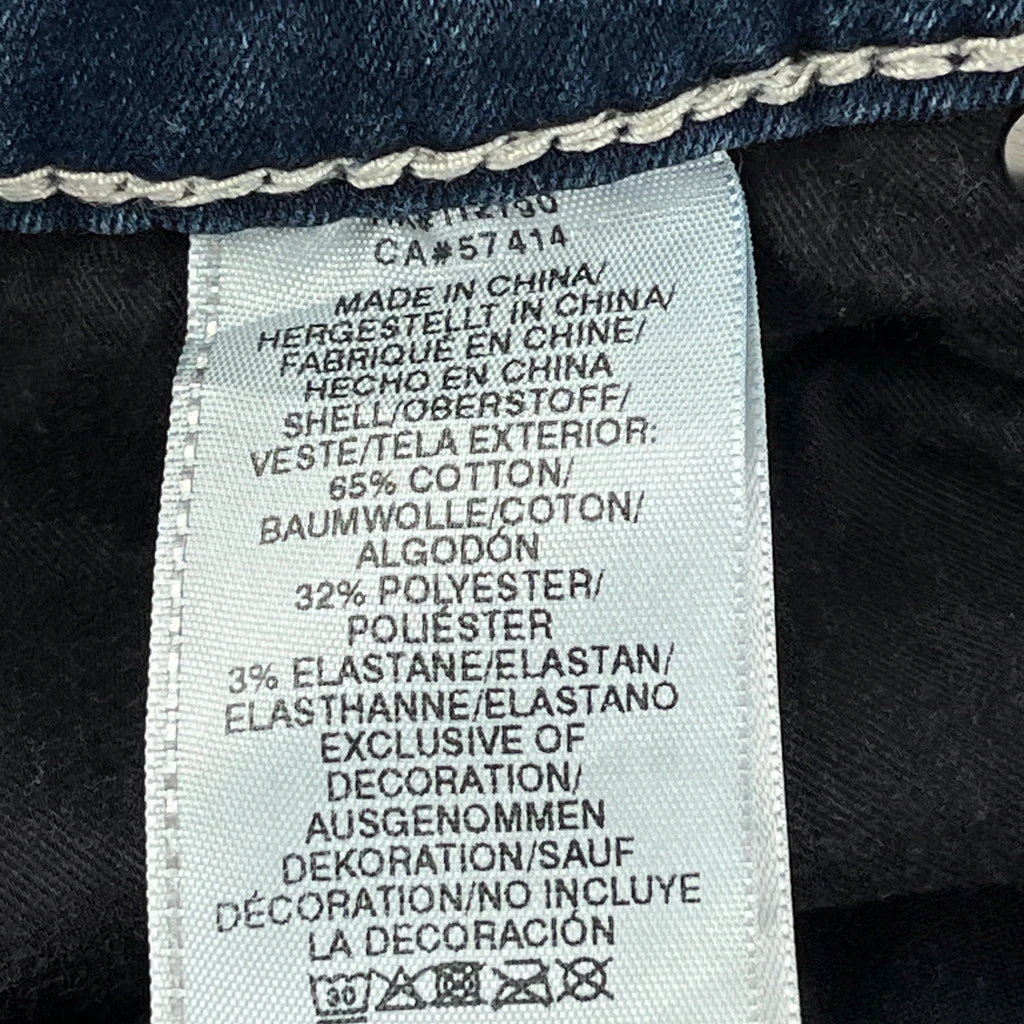 CA#57414
MADE IN CHINA/
HERGESTELLT IN CHINA/
FABRIQUÉ EN CHINE/
HECHO EN CHINA
SHELL/OBERSTOFF/
VESTE/TELA EXTERIOR:
65% COTTON/
BAUMWOLLE/COTON/
ALGODÓN
32% POLYESTER/
POLIÉSTER
3% ELASTANE/ELASTAN/
ELASTHANNE/ELASTANO
EXCLUSIVE OF
DECORATION/
AUSGENOMMEN
DEKORATION/SAUF
DÉCORATION/NO INCLUYE
LA DECORACIÓN
30